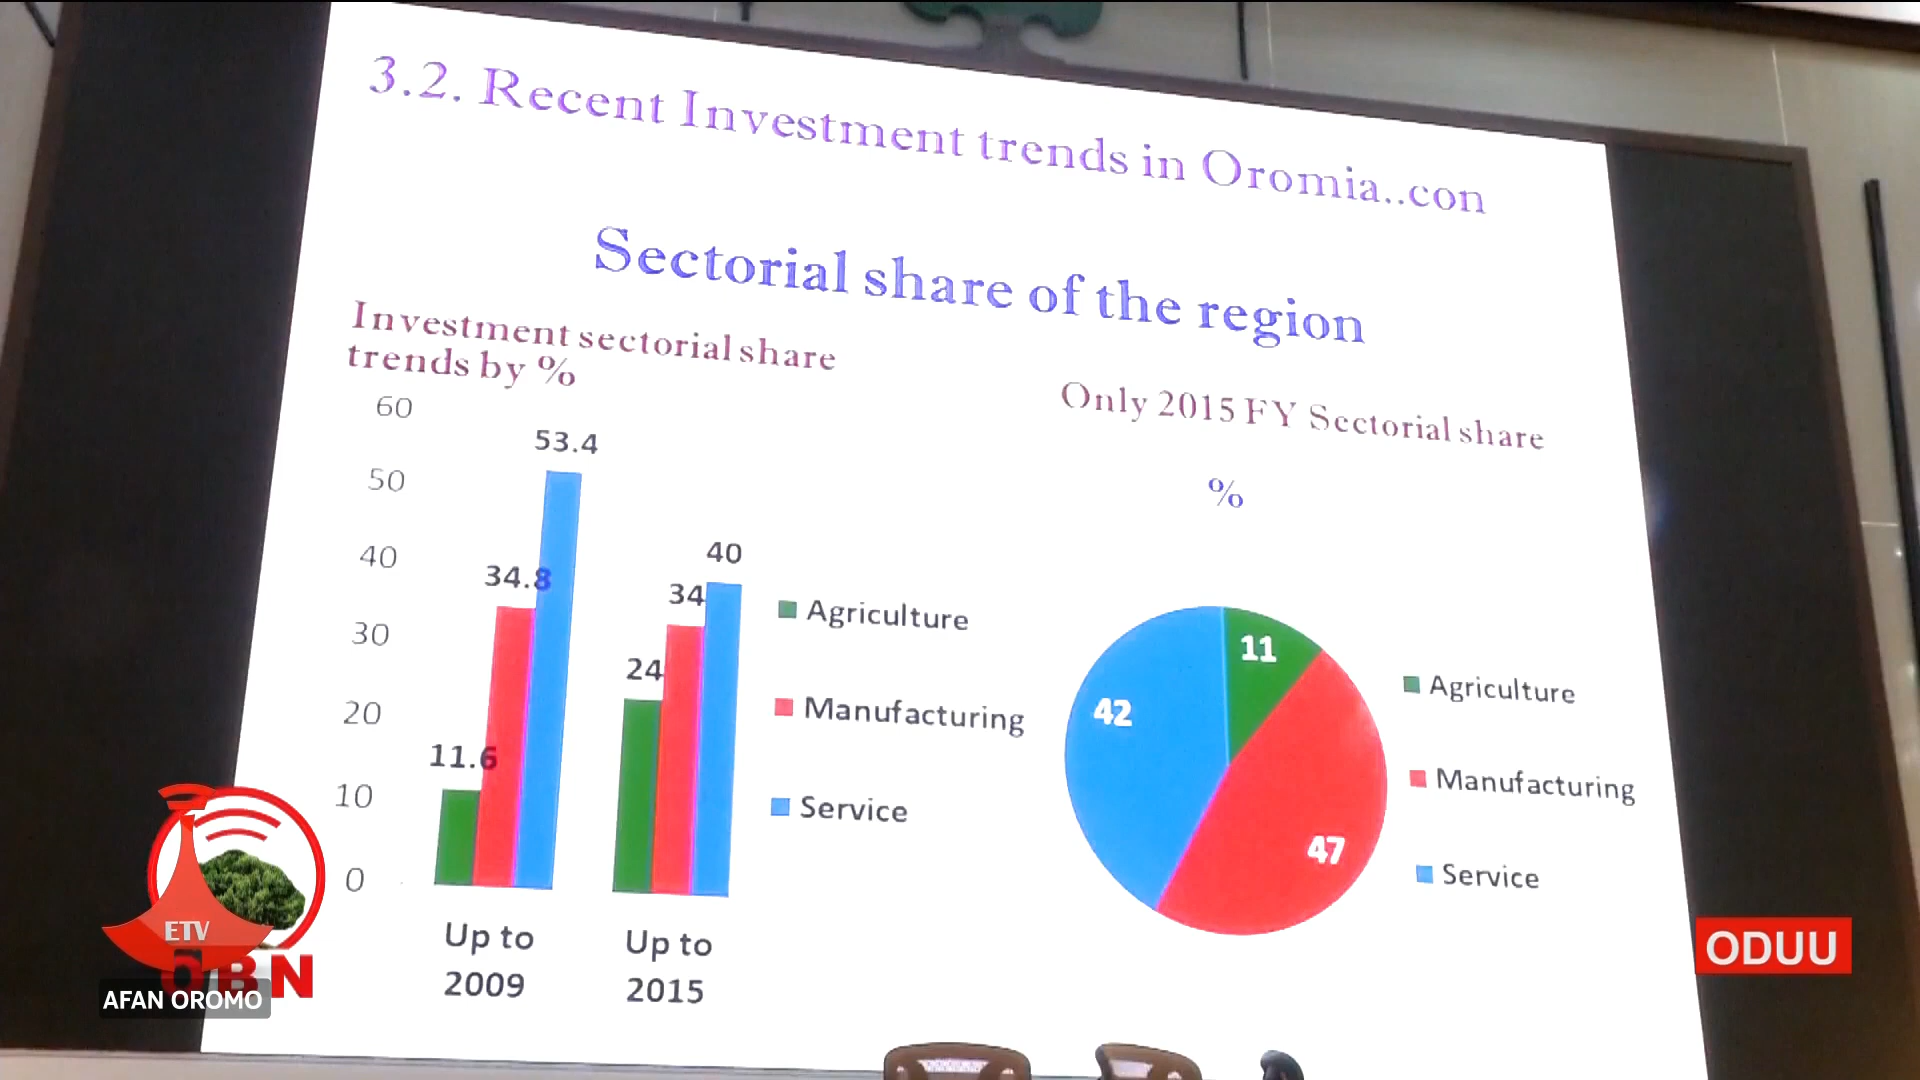 3.2. Recent Investment trends in Oromia..con
Sectorial share of the region
Investment sectorial share
trends by %
60
50
40
30
20
10
0
53.4
34.8
11.6
40
34
24
Up to
2009
Up to
2015
Agriculture
Manufacturing
Service
Only 2015 FY Sectorial share
%
11
42
47
Agriculture
Manufacturing
Service
ETV
OBN
AFAN OROMO
ODUU